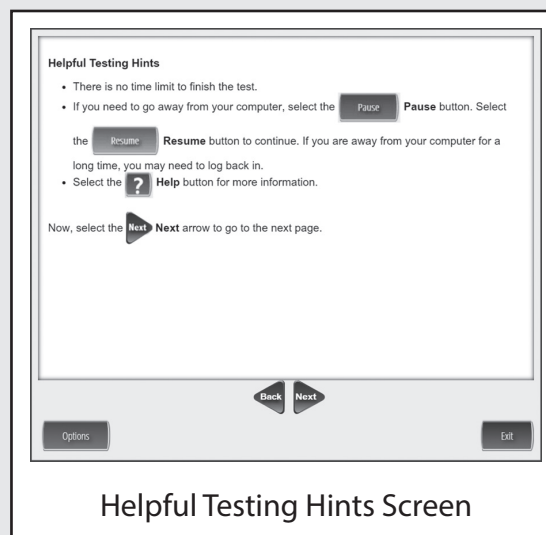 Helpful Testing Hints
• There is no time limit to finish the test.
• If you need to go away from your computer, select the Pause Pause button. Select
the Resume Resume button to continue. If you are away from your computer for a
long time, you may need to log back in.
• Select the ? Help button for more information.
Now, select the Next Next arrow to go to the next page.
Back Next
Options Exit
Helpful Testing Hints Screen